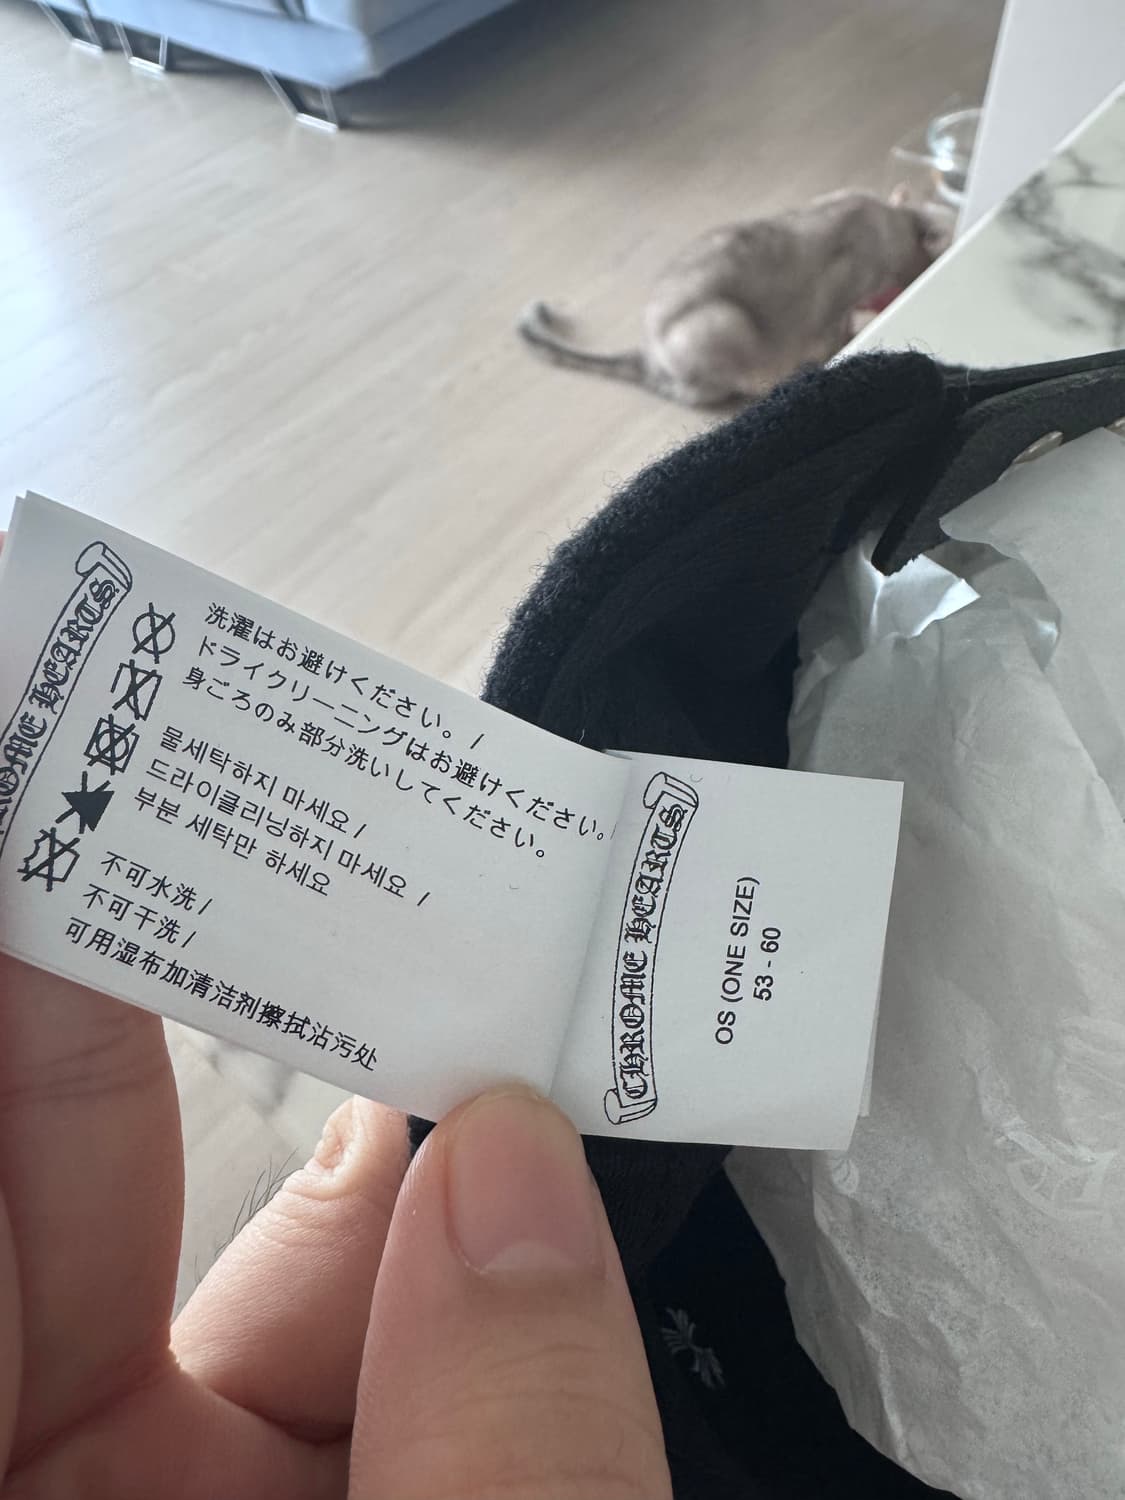 CHROME HEARTS
洗濯はお避けください。/
ドライクリーニングはお避けください。/
身ごろのみ部分洗いしてください。
물세탁하지 마세요 /
드라이클리닝하지 마세요 /
부분 세탁만 하세요
不可水洗 /
不可干洗 /
可用湿布加清洁剂擦拭沾污处
CHROME HEARTS
OS (ONE SIZE)
53 - 60